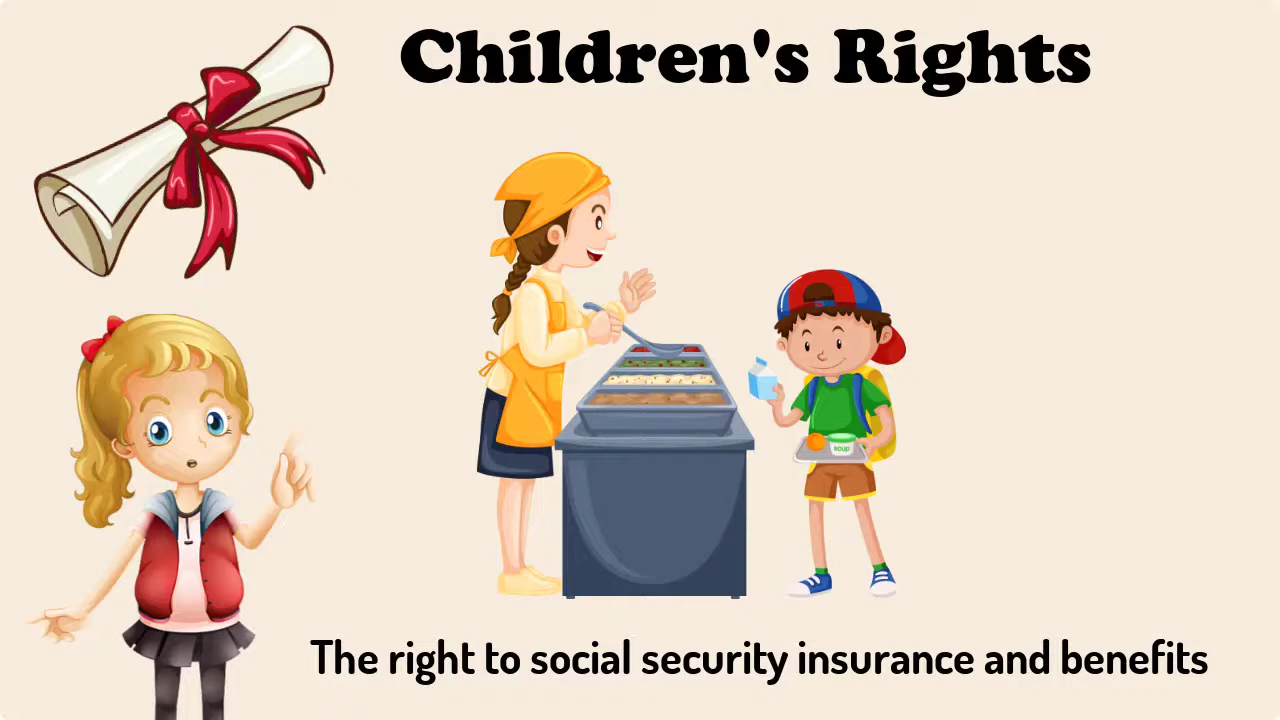 Children's Rights
soup
The right to social security insurance and benefits